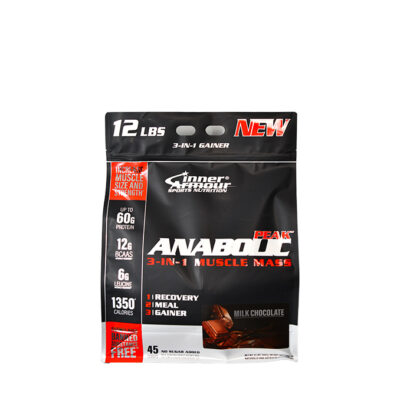 12 LBS
NEW
3-IN-1 GAINER
MUSCLE
SIZE AND
STRENGTH
inner
Armour
SPORTS NUTRITION
UP TO
60G
PROTEIN
PEAK
ANABOLIC
3-IN-1 MUSCLE MASS
12g
BCAAS
6g
LEUCINE
1350
CALORIES
1 RECOVERY
2 MEAL
3 GAINER
MILK CHOCOLATE
FREE
45 NO SUGAR ADDED